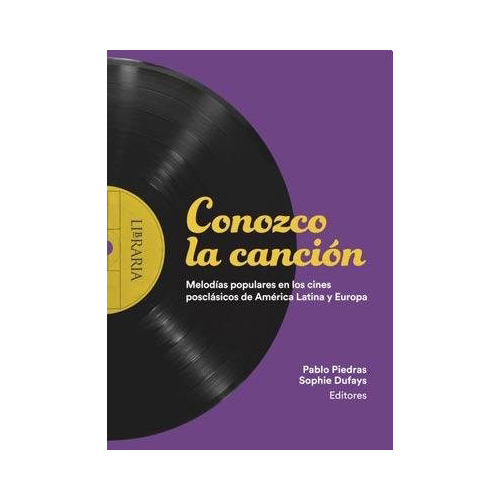 LIBRARIA
Conozco
la canción
Melodías populares en los cines
posclásicos de América Latina y Europa
Pablo Piedras
Sophie Dufays
Editores